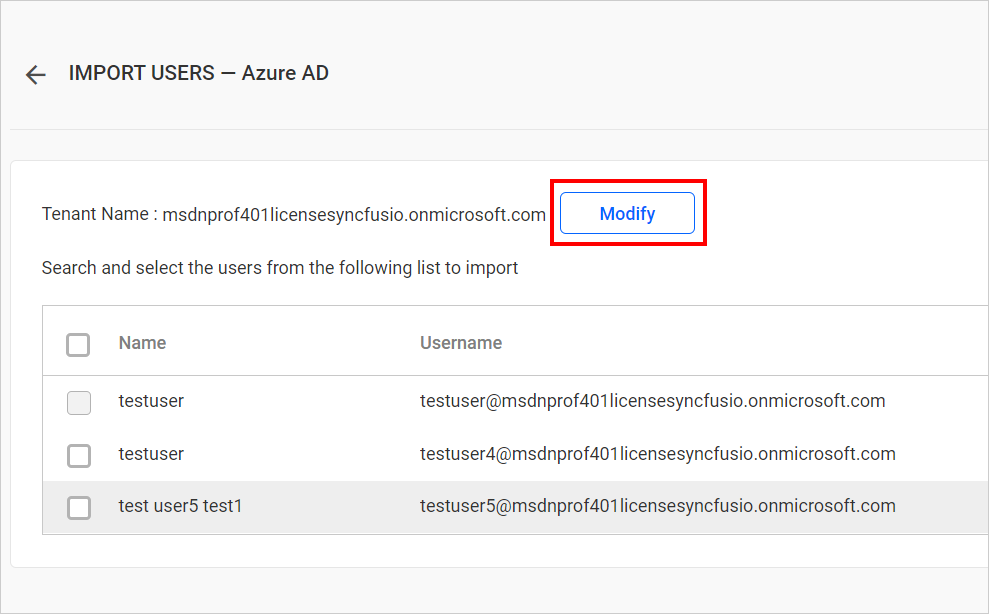 IMPORT USERS — Azure AD
Tenant Name : msdnprof401licensesyncfusio.onmicrosoft.com Modify
Search and select the users from the following list to import
Name Username
testuser testuser@msdnprof401licensesyncfusio.onmicrosoft.com
testuser testuser4@msdnprof401licensesyncfusio.onmicrosoft.com
test user5 test1 testuser5@msdnprof401licensesyncfusio.onmicrosoft.com